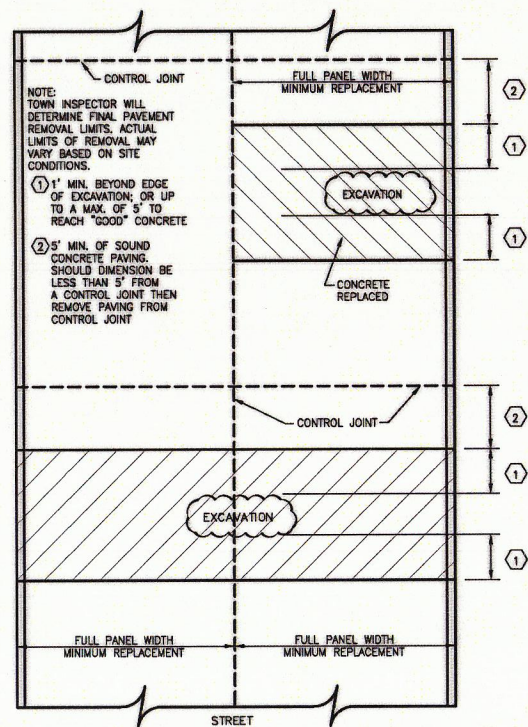 CONTROL JOINT
FULL PANEL WIDTH
MINIMUM REPLACEMENT
2
NOTE:
TOWN INSPECTOR WILL
DETERMINE FINAL PAVEMENT
REMOVAL LIMITS. ACTUAL
LIMITS OF REMOVAL MAY
VARY BASED ON SITE
CONDITIONS.
1 1' MIN. BEYOND EDGE
OF EXCAVATION; OR UP
TO A MAX. OF 5' TO
REACH "GOOD" CONCRETE
2 5' MIN. OF SOUND
CONCRETE PAVING.
SHOULD DIMENSION BE
LESS THAN 5' FROM
A CONTROL JOINT THEN
REMOVE PAVING FROM
CONTROL JOINT
1
EXCAVATION
1
CONCRETE
REPLACED
CONTROL JOINT
2
1
EXCAVATION
1
FULL PANEL WIDTH
MINIMUM REPLACEMENT
FULL PANEL WIDTH
MINIMUM REPLACEMENT
STREET